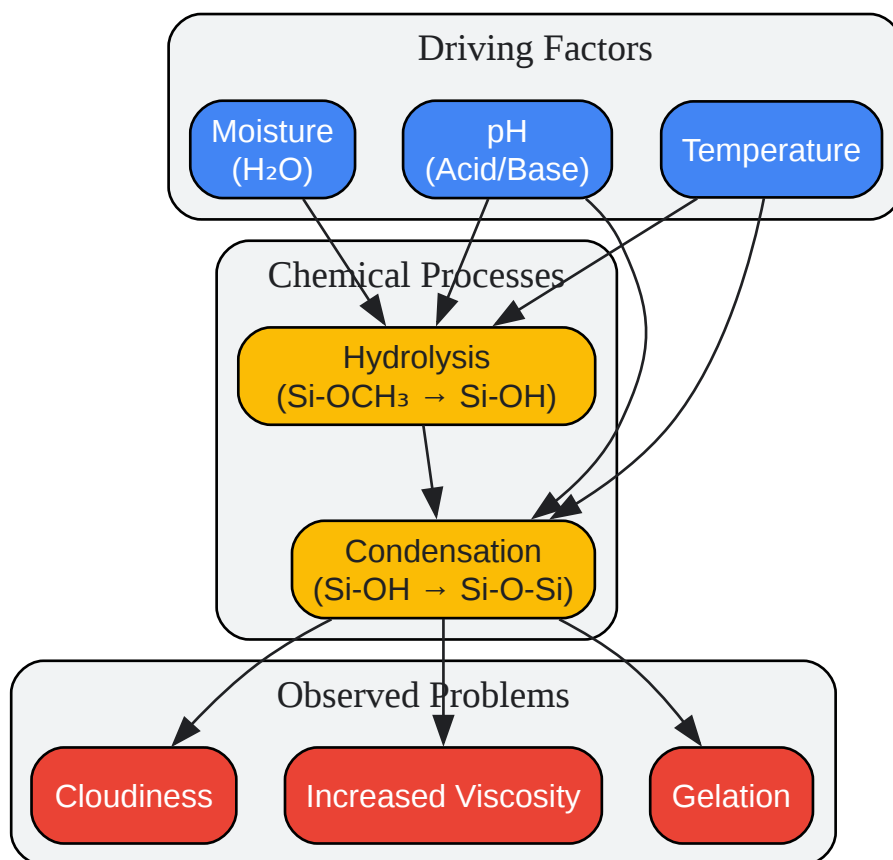 Driving Factors
Moisture
(H₂O)
pH
(Acid/Base)
Temperature
Chemical Processes
Hydrolysis
(Si-OCH₃ → Si-OH)
Condensation
(Si-OH → Si-O-Si)
Observed Problems
Cloudiness
Increased Viscosity
Gelation